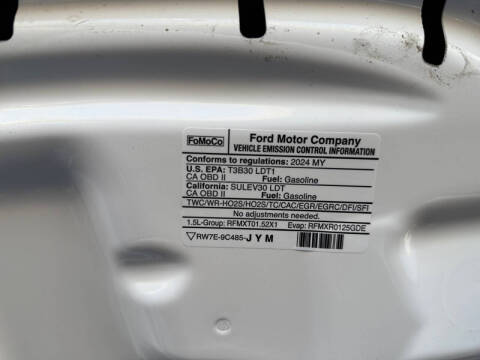 FoMoCo
Ford Motor Company
VEHICLE EMISSION CONTROL INFORMATION
Conforms to regulations: 2024 MY
U.S. EPA: T3B30 LDT1
CA OBD II Fuel: Gasoline
California: SULEV30 LDT
CA OBD II Fuel: Gasoline
TWC/WR-HO2S/HO2S/TC/CAC/EGR/EGRC/DFI/SFI
No adjustments needed.
1.5L-Group: RFMXT01.52X1 Evap: RFMXR0125GDE
▽RW7E-9C485-JYM